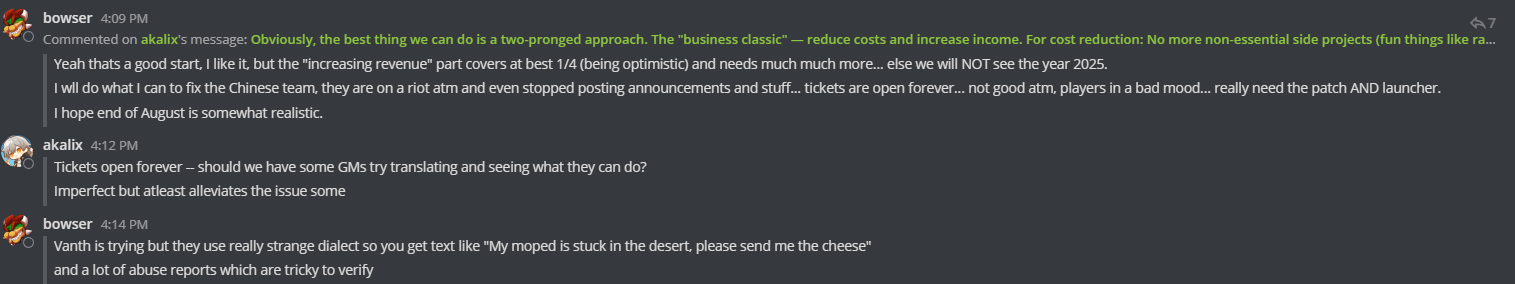 bowser 4:09 PM
7
Commented on akalix's message: Obviously, the best thing we can do is a two-pronged approach. The "business classic" — reduce costs and increase income. For cost reduction: No more non-essential side projects (fun things like ra...
Yeah thats a good start, I like it, but the "increasing revenue" part covers at best 1/4 (being optimistic) and needs much much more... else we will NOT see the year 2025.
I wll do what I can to fix the Chinese team, they are on a riot atm and even stopped posting announcements and stuff... tickets are open forever... not good atm, players in a bad mood... really need the patch AND launcher.
I hope end of August is somewhat realistic.
akalix 4:12 PM
Tickets open forever -- should we have some GMs try translating and seeing what they can do?
Imperfect but atleast alleviates the issue some
bowser 4:14 PM
Vanth is trying but they use really strange dialect so you get text like "My moped is stuck in the desert, please send me the cheese"
and a lot of abuse reports which are tricky to verify